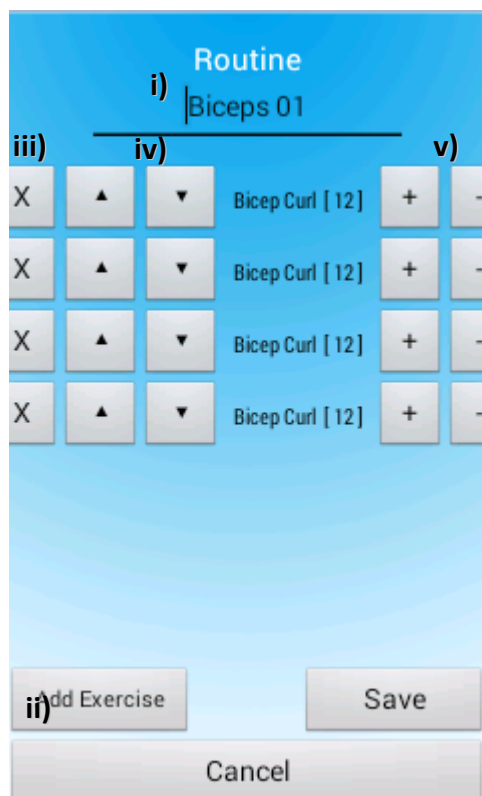 Routine
i)
Biceps 01
iii) iv) v)
X ▲ ▼ Bicep Curl [12] + -
X ▲ ▼ Bicep Curl [12] + -
X ▲ ▼ Bicep Curl [12] + -
X ▲ ▼ Bicep Curl [12] + -
ii) Add Exercise Save
Cancel